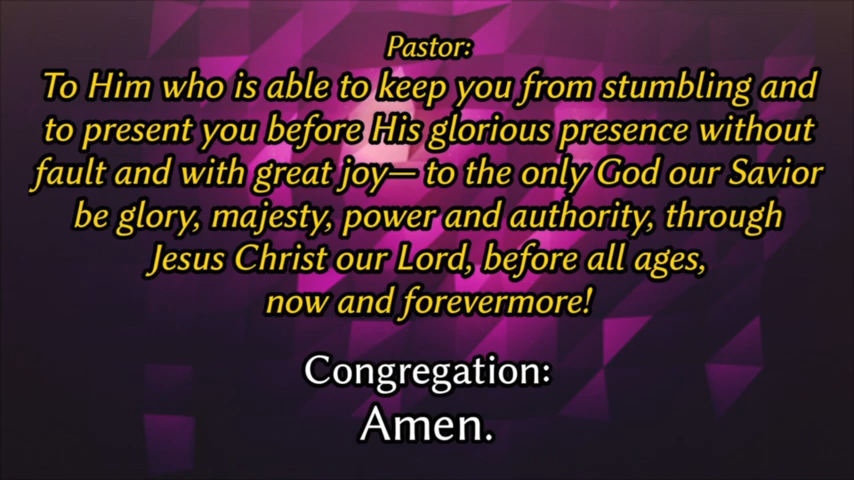 Pastor:
To Him who is able to keep you from stumbling and
to present you before His glorious presence without
fault and with great joy— to the only God our Savior
be glory, majesty, power and authority, through
Jesus Christ our Lord, before all ages,
now and forevermore!
Congregation:
Amen.